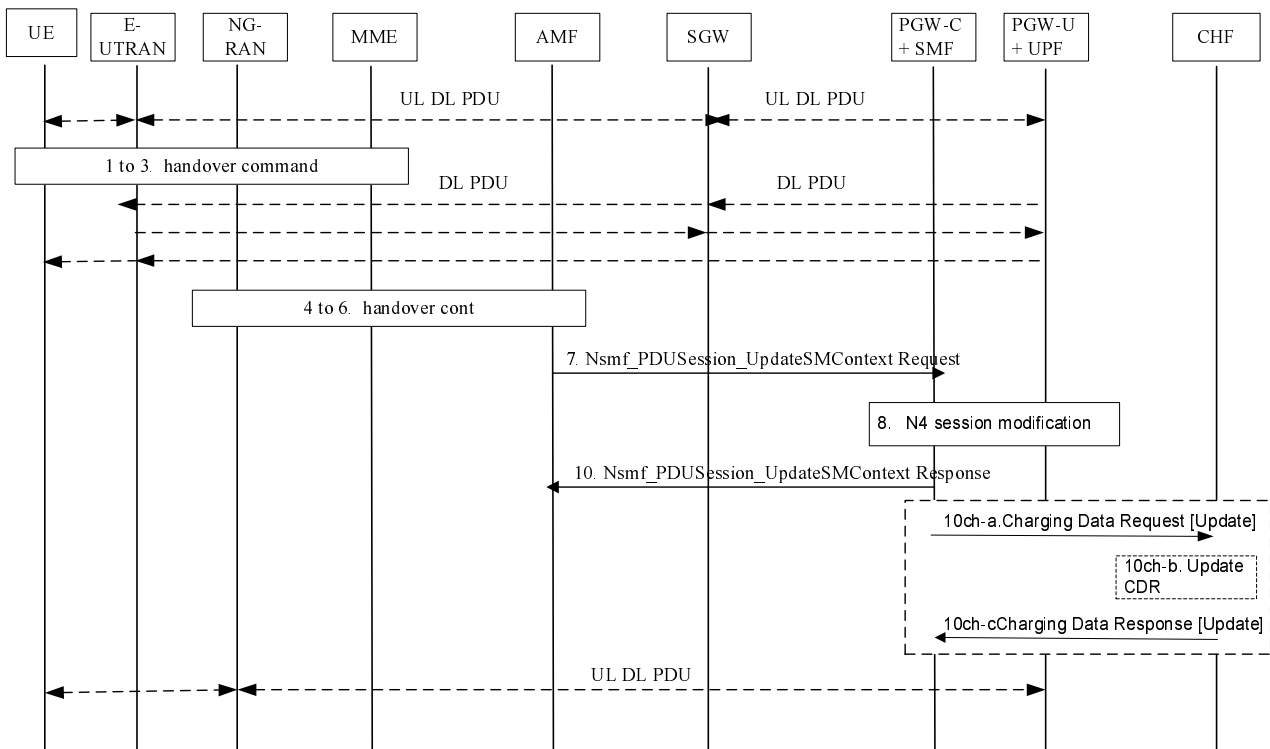 UE
E-
UTRAN
NG-
RAN
MME
AMF
SGW
PGW-C
+ SMF
PGW-U
+ UPF
CHF
UL DL PDU
UL DL PDU
1 to 3. handover command
DL PDU
DL PDU
4 to 6. handover cont
7. Nsmf_PDUSession_UpdateSMContext Request
8. N4 session modification
10. Nsmf_PDUSession_UpdateSMContext Response
10ch-a.Charging Data Request [Update]
10ch-b. Update
CDR
10ch-cCharging Data Response [Update]
UL DL PDU